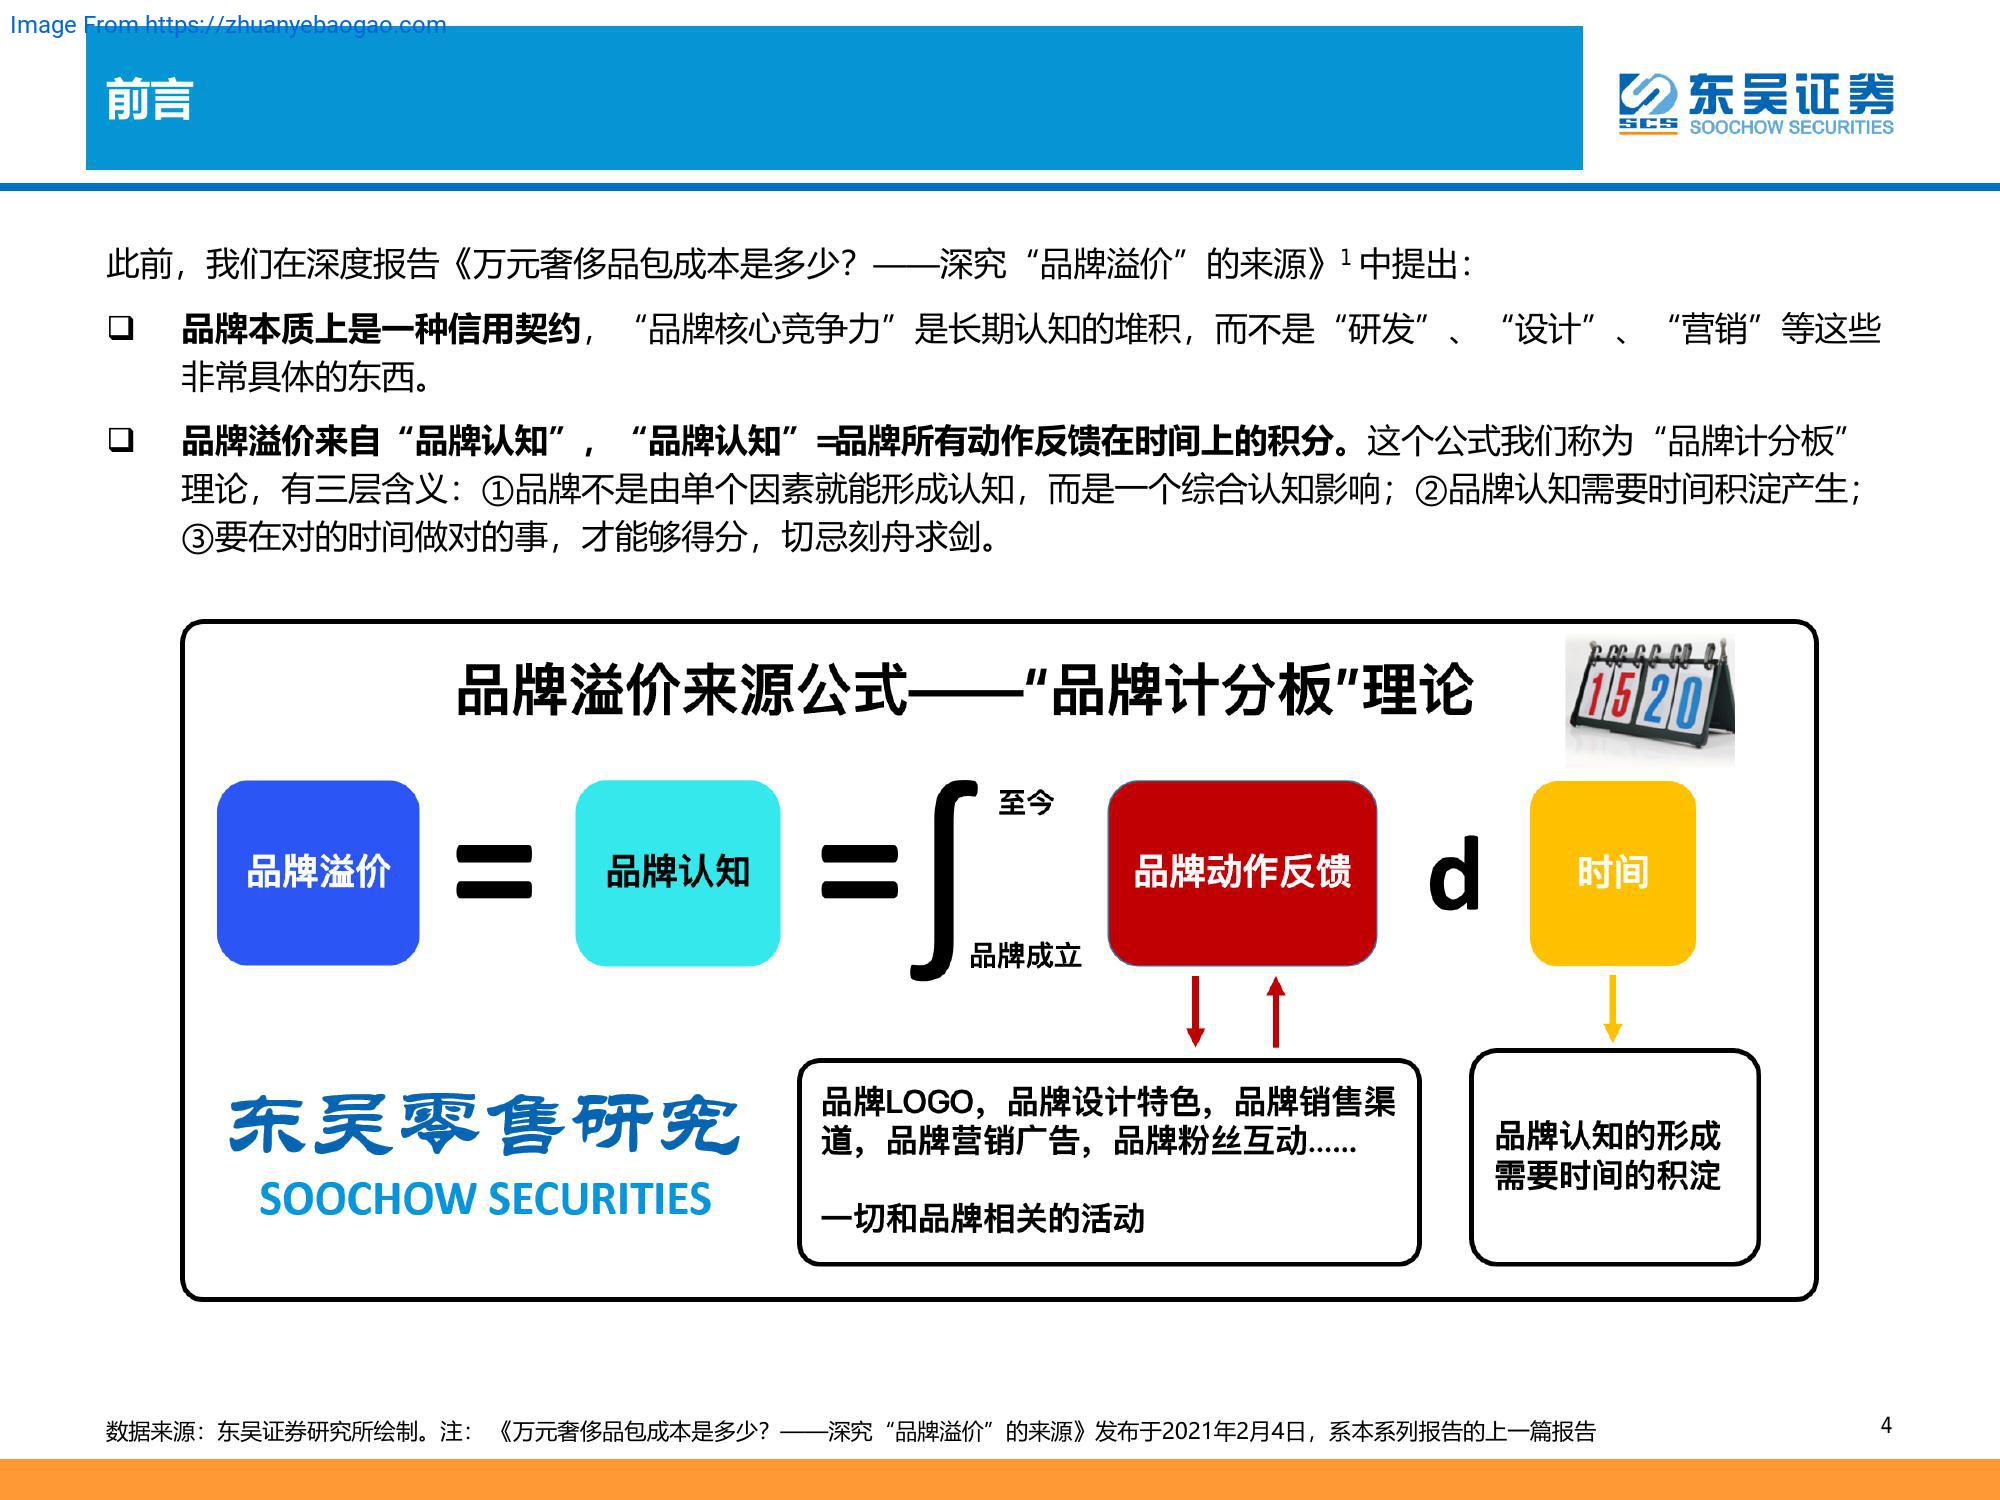 Image From https://zhuanyebaogao.com
前言
东吴证券
SCS
SOOCHOW SECURITIES
此前，我们在深度报告《万元奢侈品包成本是多少？——深究“品牌溢价”的来源》1 中提出：
品牌本质上是一种信用契约，“品牌核心竞争力”是长期认知的堆积，而不是“研发”、“设计”、“营销”等这些
非常具体的东西。
品牌溢价来自“品牌认知”，“品牌认知”=品牌所有动作反馈在时间上的积分。这个公式我们称为“品牌计分板”
理论，有三层含义：①品牌不是由单个因素就能形成认知，而是一个综合认知影响；②品牌认知需要时间积淀产生；
③要在对的时间做对的事，才能够得分，切忌刻舟求剑。
品牌溢价来源公式——“品牌计分板”理论
15 20
品牌溢价 = 品牌认知 = ∫ 至今 品牌成立 品牌动作反馈 d 时间
品牌LOGO，品牌设计特色，品牌销售渠
道，品牌营销广告，品牌粉丝互动……
一切和品牌相关的活动
品牌认知的形成
需要时间的积淀
东吴零售研究
SOOCHOW SECURITIES
数据来源：东吴证券研究所绘制。注：《万元奢侈品包成本是多少？——深究“品牌溢价”的来源》发布于2021年2月4日，系本系列报告的上一篇报告
4